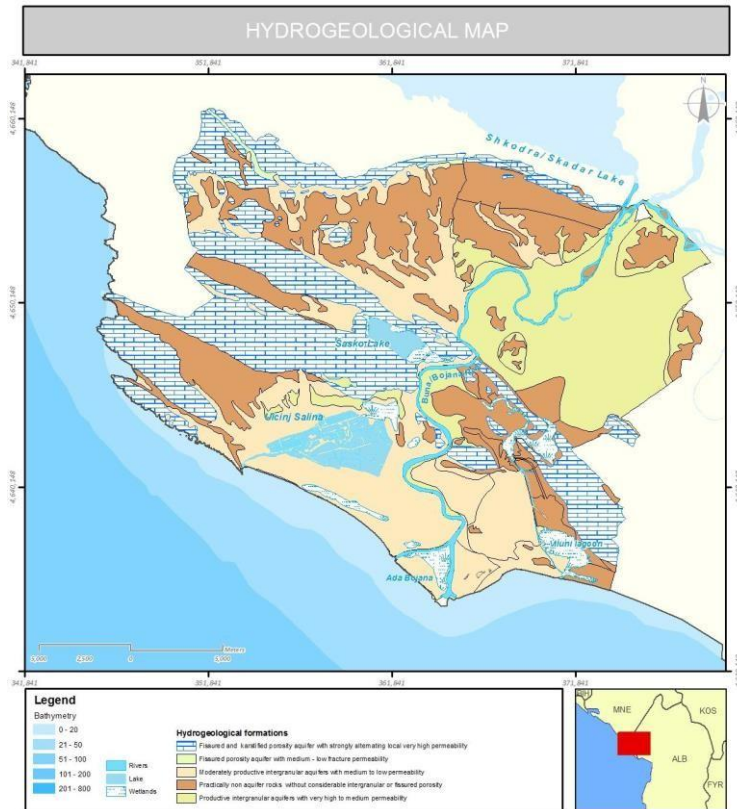 HYDROGEOLOGICAL MAP
341,841
351,841
361,841
371,841
N
4,660,148
Shkodra/Skadar Lake
4,650,148
Sasko Lake
Buna (Bojana)
Ulcinj Salina
4,640,148
Viluni lagoon
Ada Bojana
5,000 2,500 0 5,000
Meters
341,841
351,841
361,841
371,841
Legend
Bathymetry
0 - 20
21 - 50
51 - 100
101 - 200
201 - 800
Rivers
Lake
Wetlands
Hydrogeological formations
Fissured and karstified porosity aquifer with strongly alternating local very high permeability
Fissured porosity aquifer with medium - low fracture permeability
Moderately productive intergranular aquifers with medium to low permeability
Practically non aquifer rocks without considerable intergranular or fissured porosity
Productive intergranular aquifers with very high to medium permeability
BIH
MNE
KOS
ALB
FYR